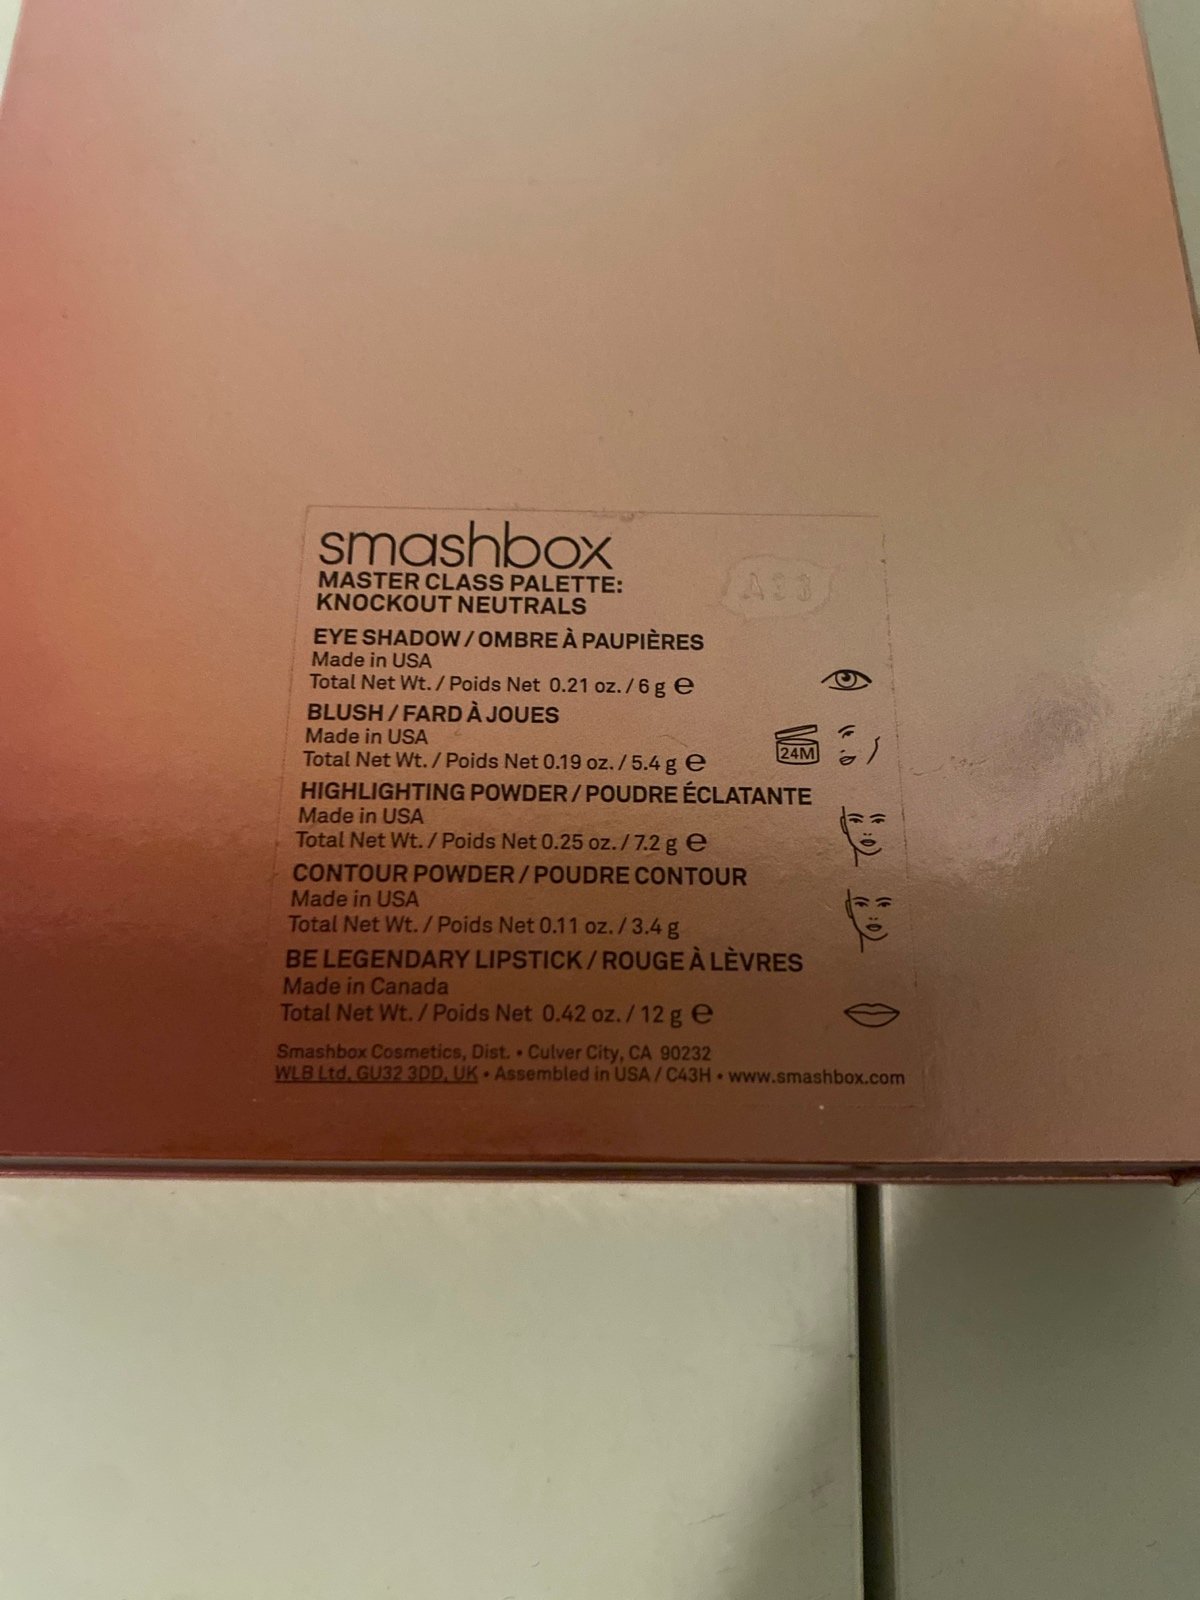 smashbox
MASTER CLASS PALETTE:
KNOCKOUT NEUTRALS
EYE SHADOW / OMBRE À PAUPIÈRES
Made in USA
Total Net Wt. / Poids Net 0.21 oz. / 6 g ℮
BLUSH / FARD À JOUES
Made in USA
Total Net Wt. / Poids Net 0.19 oz. / 5.4 g ℮
24M
HIGHLIGHTING POWDER / POUDRE ÉCLATANTE
Made in USA
Total Net Wt. / Poids Net 0.25 oz. / 7.2 g ℮
CONTOUR POWDER / POUDRE CONTOUR
Made in USA
Total Net Wt. / Poids Net 0.11 oz. / 3.4 g
BE LEGENDARY LIPSTICK / ROUGE À LÈVRES
Made in Canada
Total Net Wt. / Poids Net 0.42 oz. / 12 g ℮
Smashbox Cosmetics, Dist. • Culver City, CA 90232
WLB Ltd, GU32 3DD, UK • Assembled in USA / C43H • www.smashbox.com